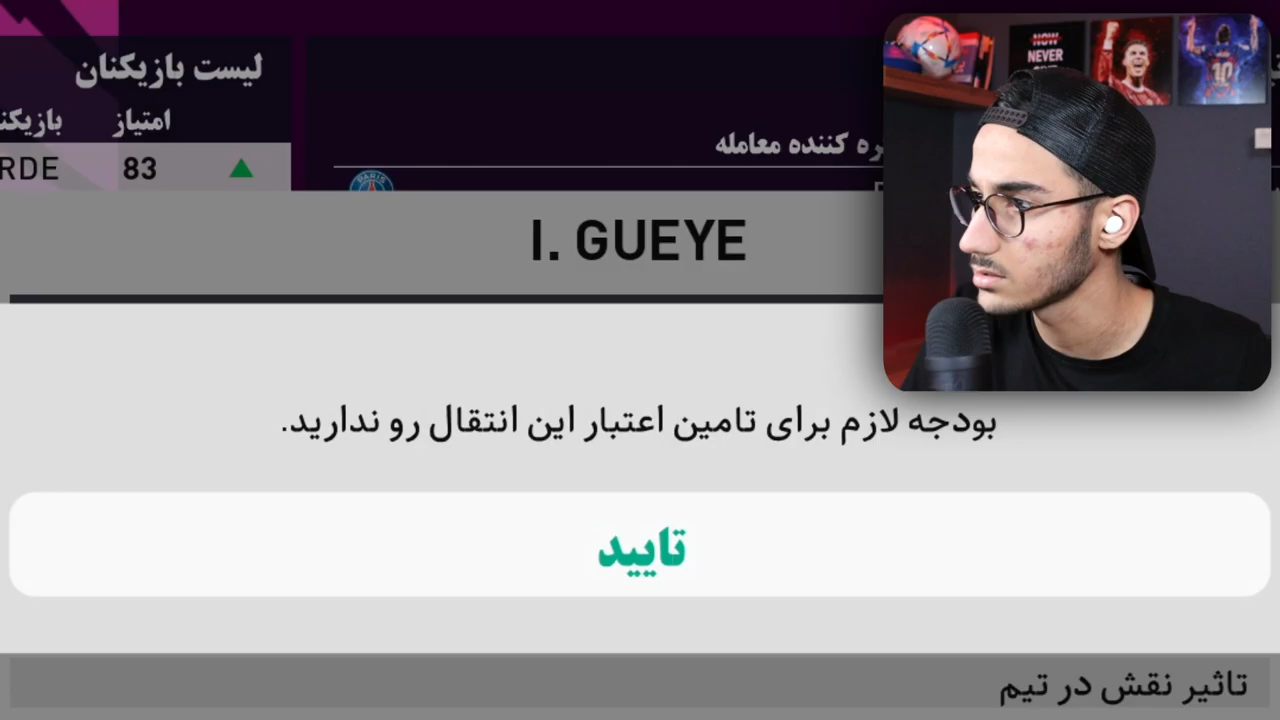 لیست بازیکنان
امتیاز
83
ره کننده معامله
PARIS
NOW
NEVER
10
I. GUEYE
بودجه لازم برای تامین اعتبار این انتقال رو ندارید.
تایید
تاثیر نقش در تیم